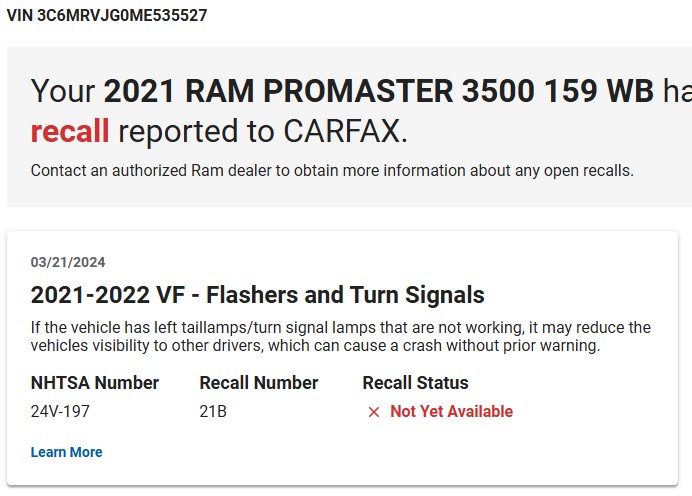 VIN 3C6MRVJG0ME535527
Your 2021 RAM PROMASTER 3500 159 WB ha
recall reported to CARFAX.
Contact an authorized Ram dealer to obtain more information about any open recalls.
03/21/2024
2021-2022 VF - Flashers and Turn Signals
If the vehicle has left taillamps/turn signal lamps that are not working, it may reduce the
vehicles visibility to other drivers, which can cause a crash without prior warning.
NHTSA Number Recall Number Recall Status
24V-197 21B × Not Yet Available
Learn More